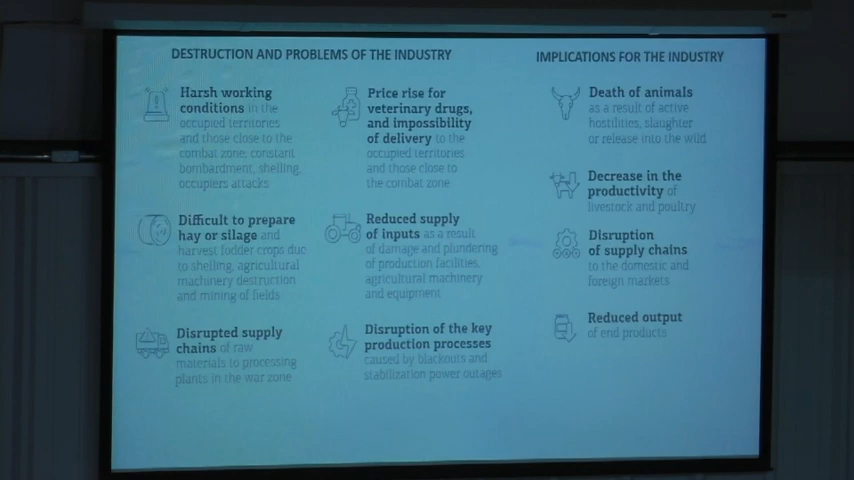 DESTRUCTION AND PROBLEMS OF THE INDUSTRY
Harsh working
conditions in the
occupied territories
and those close to the
combat zone; constant
bombardment, shelling,
occupiers attacks
Difficult to prepare
hay or silage and
harvest fodder crops due
to shelling, agricultural
machinery destruction
and mining of fields
Disrupted supply
chains of raw
materials to processing
plants in the war zone
Price rise for
veterinary drugs,
and impossibility
of delivery to the
occupied territories
and those close to
the combat zone
Reduced supply
of inputs as a result
of damage and plundering
of production facilities,
agricultural machinery
and equipment
Disruption of the key
production processes
caused by blackouts and
stabilization power outages
IMPLICATIONS FOR THE INDUSTRY
Death of animals
as a result of active
hostilities, slaughter
or release into the wild
Decrease in the
productivity of
livestock and poultry
Disruption
of supply chains
to the domestic and
foreign markets
Reduced output
of end products